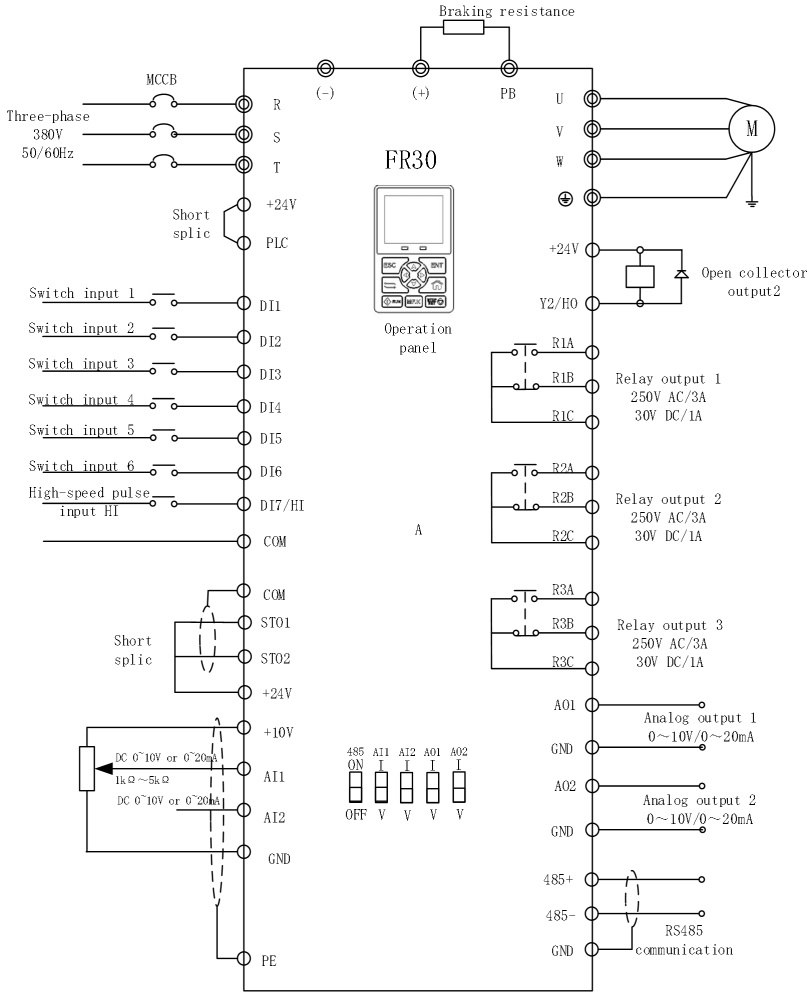 Braking resistance
MCCB
(-)
(+)
PB
Three-phase
380V
50/60Hz
R
S
T
U
V
W
M
FR30
+24V
Short
splic
PLC
ESC
ENT
RUN
Operation
panel
+24V
Open collector
output2
Y2/HO
Switch input 1
DI1
Switch input 2
DI2
Switch input 3
DI3
Switch input 4
DI4
Switch input 5
DI5
Switch input 6
DI6
High-speed pulse
input HI
DI7/HI
COM
R1A
R1B
R1C
Relay output 1
250V AC/3A
30V DC/1A
R2A
R2B
R2C
Relay output 2
250V AC/3A
30V DC/1A
A
COM
STO1
Short
splic
STO2
+24V
R3A
R3B
R3C
Relay output 3
250V AC/3A
30V DC/1A
+10V
DC 0~10V or 0~20mA
1kΩ～5kΩ
AI1
DC 0~10V or 0~20mA
AI2
GND
PE
485 AI1 AI2 AO1 AO2
ON I I I I
OFF V V V V
AO1
Analog output 1
0～10V/0～20mA
GND
AO2
Analog output 2
0～10V/0～20mA
GND
485+
485-
RS485
communication
GND